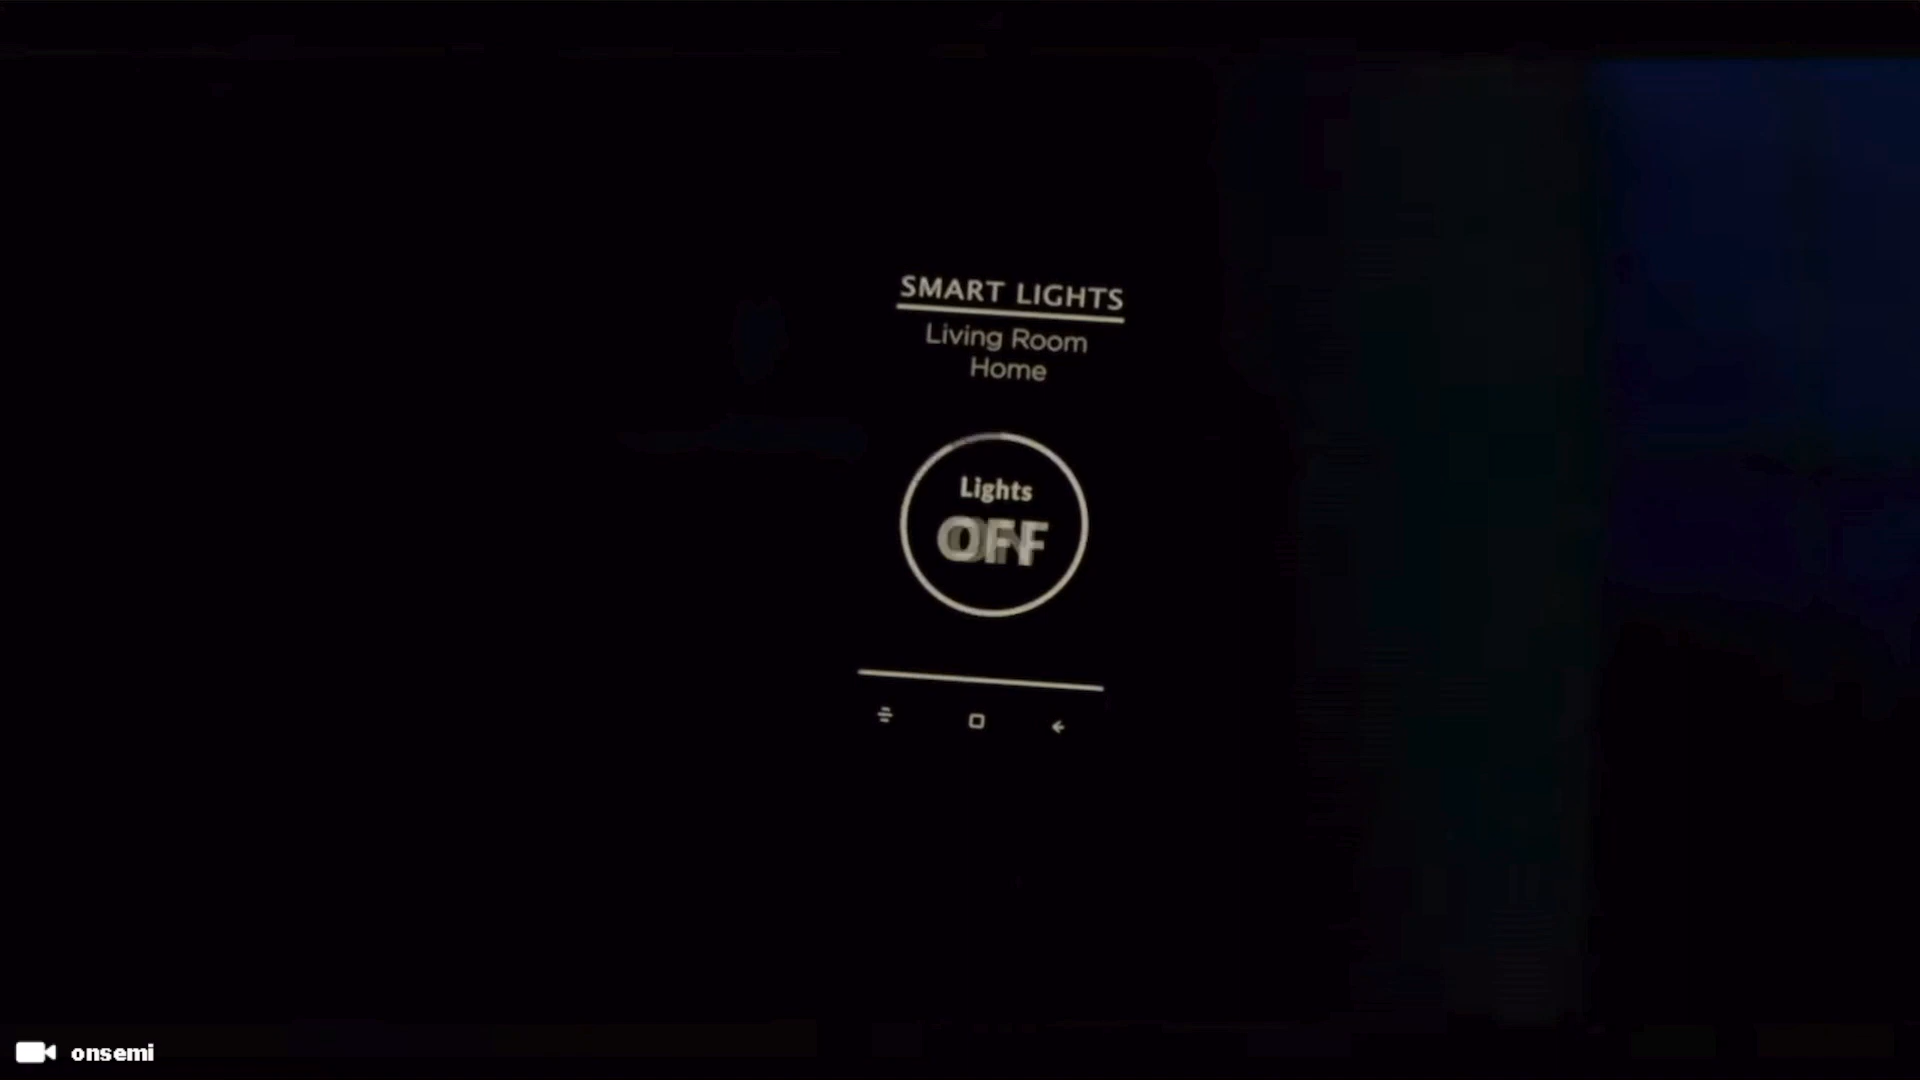 SMART LIGHTS
Living Room
Home
Lights
OFF
onsemi